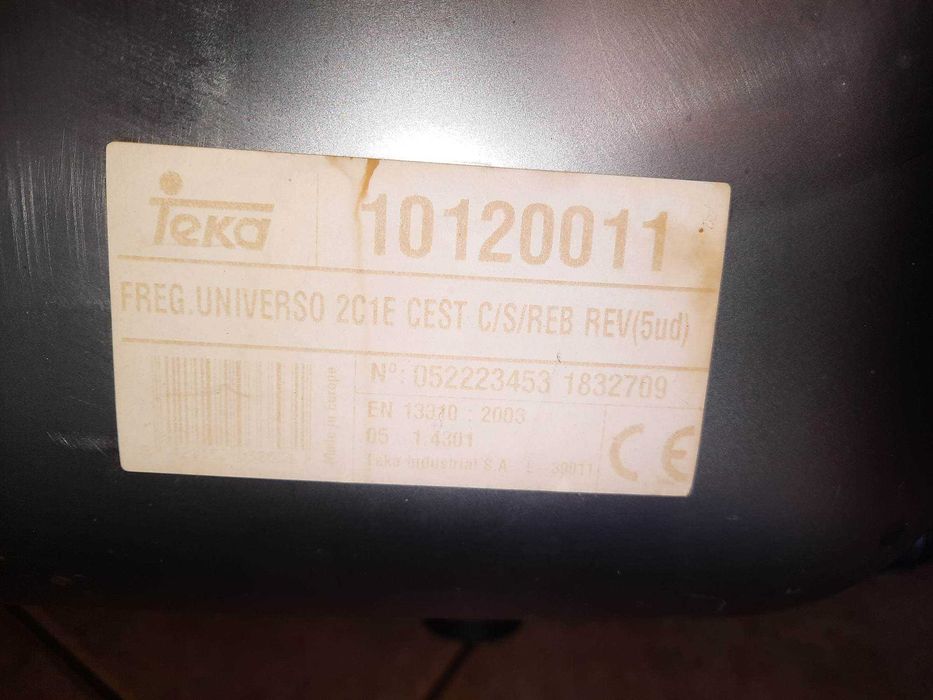 Teka
10120011
FREG.UNIVERSO 2C1E CEST C/S/REB REV(5ud)
Nº: 052223453 1832709
Made in Europe
EN 13310 : 2003
05 1.4301
Teka Industrial S.A - E - 39011
CE